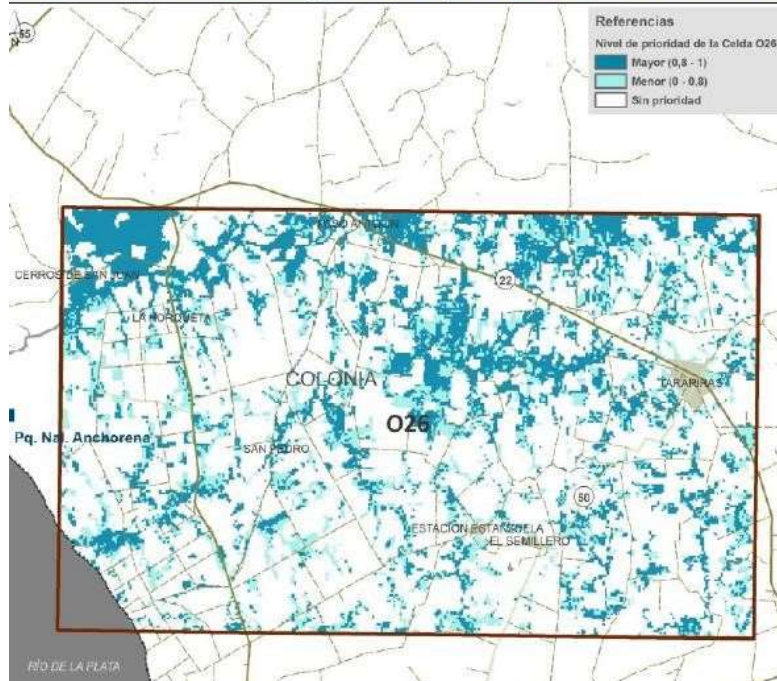 55
N
Referencias
Nivel de prioridad de la Celda O26
Mayor (0,8 - 1)
Menor (0 - 0,8)
Sin prioridad
CERROS DE SAN JUAN
22
LA HORQUETA
COLONIA
TARARIRAS
O26
Pq. Nal. Anchorena
SAN PEDRO
50
ESTACION ESTANZUELA
EL SEMILLERO
RÍO DE LA PLATA